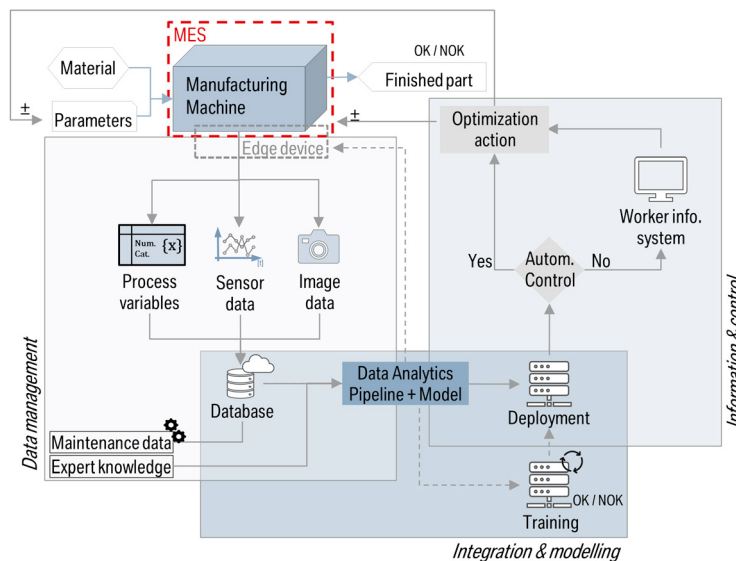 MES
OK / NOK
Material
Manufacturing
Machine
Finished part
±
Parameters
±
Optimization
action
Edge device
Num.
Cat.
{x}
[t]
Worker info.
system
Process
variables
Sensor
data
Image
data
Yes
Autom.
Control
No
Data management
Information & control
Database
Data Analytics
Pipeline + Model
Deployment
Maintenance data
Expert knowledge
OK / NOK
Training
Integration & modelling